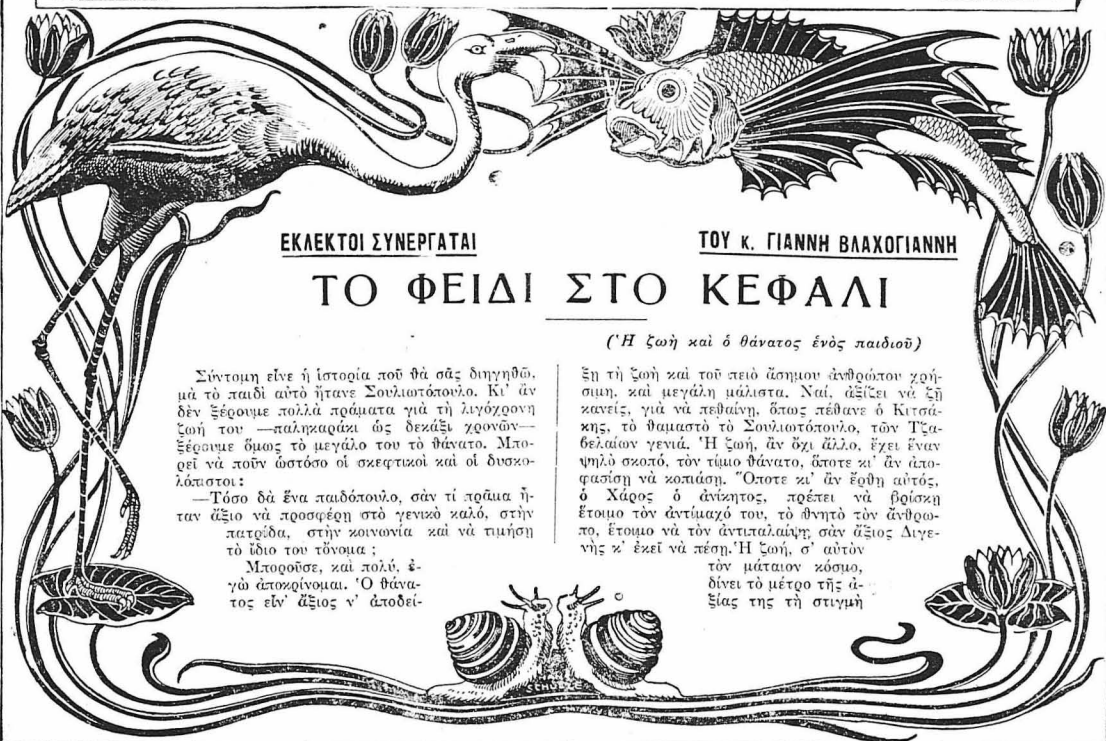 ΕΚΛΕΚΤΟΙ ΣΥΝΕΡΓΑΤΑΙ
ΤΟΥ κ. ΓΙΑΝΝΗ ΒΛΑΧΟΓΙΑΝΝΗ
ΤΟ ΦΕΙΔΙ ΣΤΟ ΚΕΦΑΛΙ
(Ἡ ζωὴ καὶ ὁ θάνατος ἑνὸς παιδιοῦ)
Σύντομη εἶνε ἡ ἱστορία ποῦ θὰ σᾶς διηγηθῶ,
μὰ τὸ παιδὶ αὐτὸ ἤτανε Σουλιωτόπουλο. Κι' ἂν
δὲν ξέρουμε πολλὰ πράματα γιὰ τὴ λιγόχρονη
ζωή του —παληκαράκι ὡς δεκάξι χρονῶν—
ξέρουμε ὅμως τὸ μεγάλο του τὸ θάνατο. Μπο-
ρεῖ νὰ ποῦν ὡστόσο οἱ σκεφτικοὶ καὶ οἱ δυσκο-
λόπιστοι :
—Τόσο δὰ ἕνα παιδόπουλο, σὰν τί πρᾶμα ἤ-
ταν ἄξιο νὰ προσφέρῃ στὸ γενικὸ καλό, στὴν
πατρίδα, στὴν κοινωνία καὶ νὰ τιμήσῃ
τὸ ἴδιο του τὄνομα ;
Μποροῦσε, καὶ πολύ, ἐ-
γὼ ἀποκρίνομαι. Ὁ θάνα-
τος εἶν' ἄξιος ν' ἀποδεί-
ξῃ τὴ ζωὴ καὶ τοῦ πειὸ ἄσημου ἀνθρώπου χρή-
σιμη, καὶ μεγάλη μάλιστα. Ναί, ἀξίζει νὰ ζῇ
κανείς, γιὰ νὰ πεθαίνῃ, ὅπως πέθανε ὁ Κιτσά-
κης, τὸ θαμαστὸ τὸ Σουλιωτόπουλο, τῶν Τζα-
βελαίων γενιά. Ἡ ζωή, ἂν ὄχι ἄλλο, ἔχει ἕναν
ψηλὸ σκοπό, τὸν τίμιο θάνατο, ὅποτε κι' ἂν ἀπο-
φασίσῃ νὰ κοπιάσῃ. Ὅποτε κι' ἂν ἔρθῃ αὐτός,
ὁ Χάρος ὁ ἀνίκητος, πρέπει νὰ βρίσκῃ
ἕτοιμο τὸν ἀντίμαχό του, τὸ θνητὸ τὸν ἄνθρω-
πο, ἕτοιμο νὰ τὸν ἀντιπαλαίψῃ σὰν ἄξιος Διγε-
νὴς κ' ἐκεῖ νὰ πέσῃ. Ἡ ζωή, σ' αὐτὸν
τὸν μάταιον κόσμο,
δίνει τὸ μέτρο τῆς ἀ-
ξίας της τὴ στιγμὴ